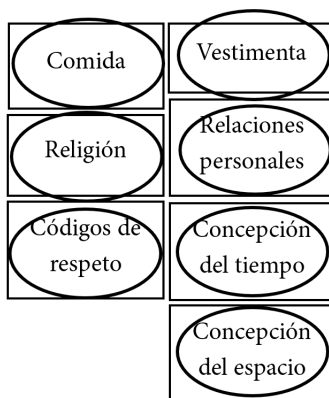 Comida
Religión
Códigos de
respeto
Vestimenta
Relaciones
personales
Concepción
del tiempo
Concepción
del espacio